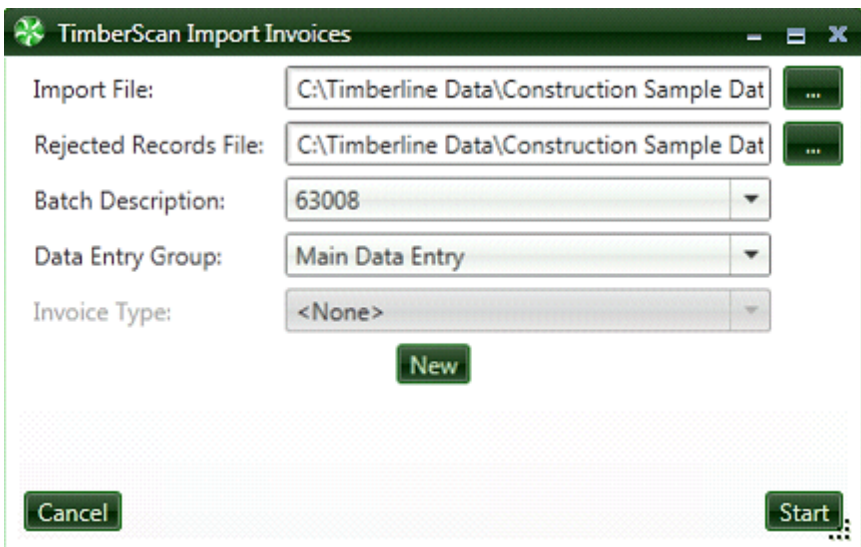 TimberScan Import Invoices
Import File: C:\Timberline Data\Construction Sample Dat ...
Rejected Records File: C:\Timberline Data\Construction Sample Dat ...
Batch Description: 63008
Data Entry Group: Main Data Entry
Invoice Type: <None>
New
Cancel Start